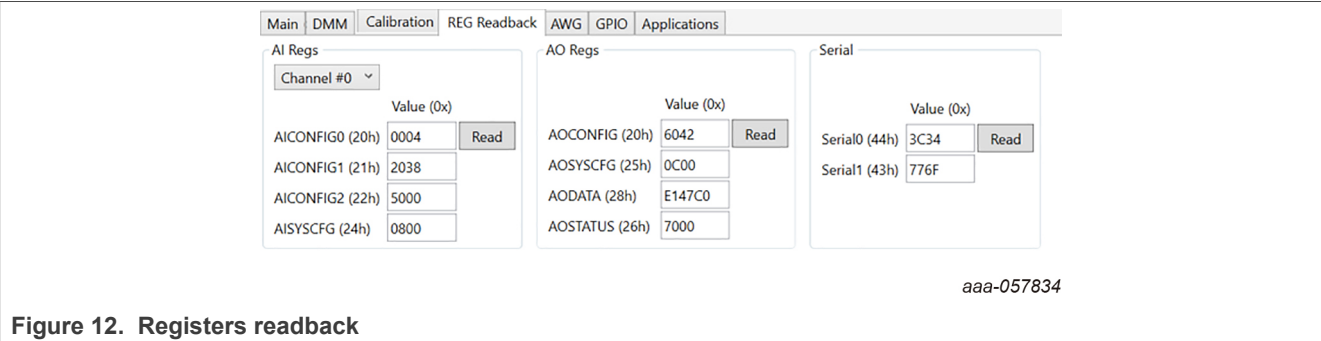 Main DMM Calibration REG Readback AWG GPIO Applications
AI Regs
Channel #0
Value (0x)
AICONFIG0 (20h) 0004 Read
AICONFIG1 (21h) 2038
AICONFIG2 (22h) 5000
AISYSCFG (24h) 0800
AO Regs
Value (0x)
AOCONFIG (20h) 6042 Read
AOSYSCFG (25h) 0C00
AODATA (28h) E147C0
AOSTATUS (26h) 7000
Serial
Value (0x)
Serial0 (44h) 3C34 Read
Serial1 (43h) 776F
aaa-057834
Figure 12. Registers readback